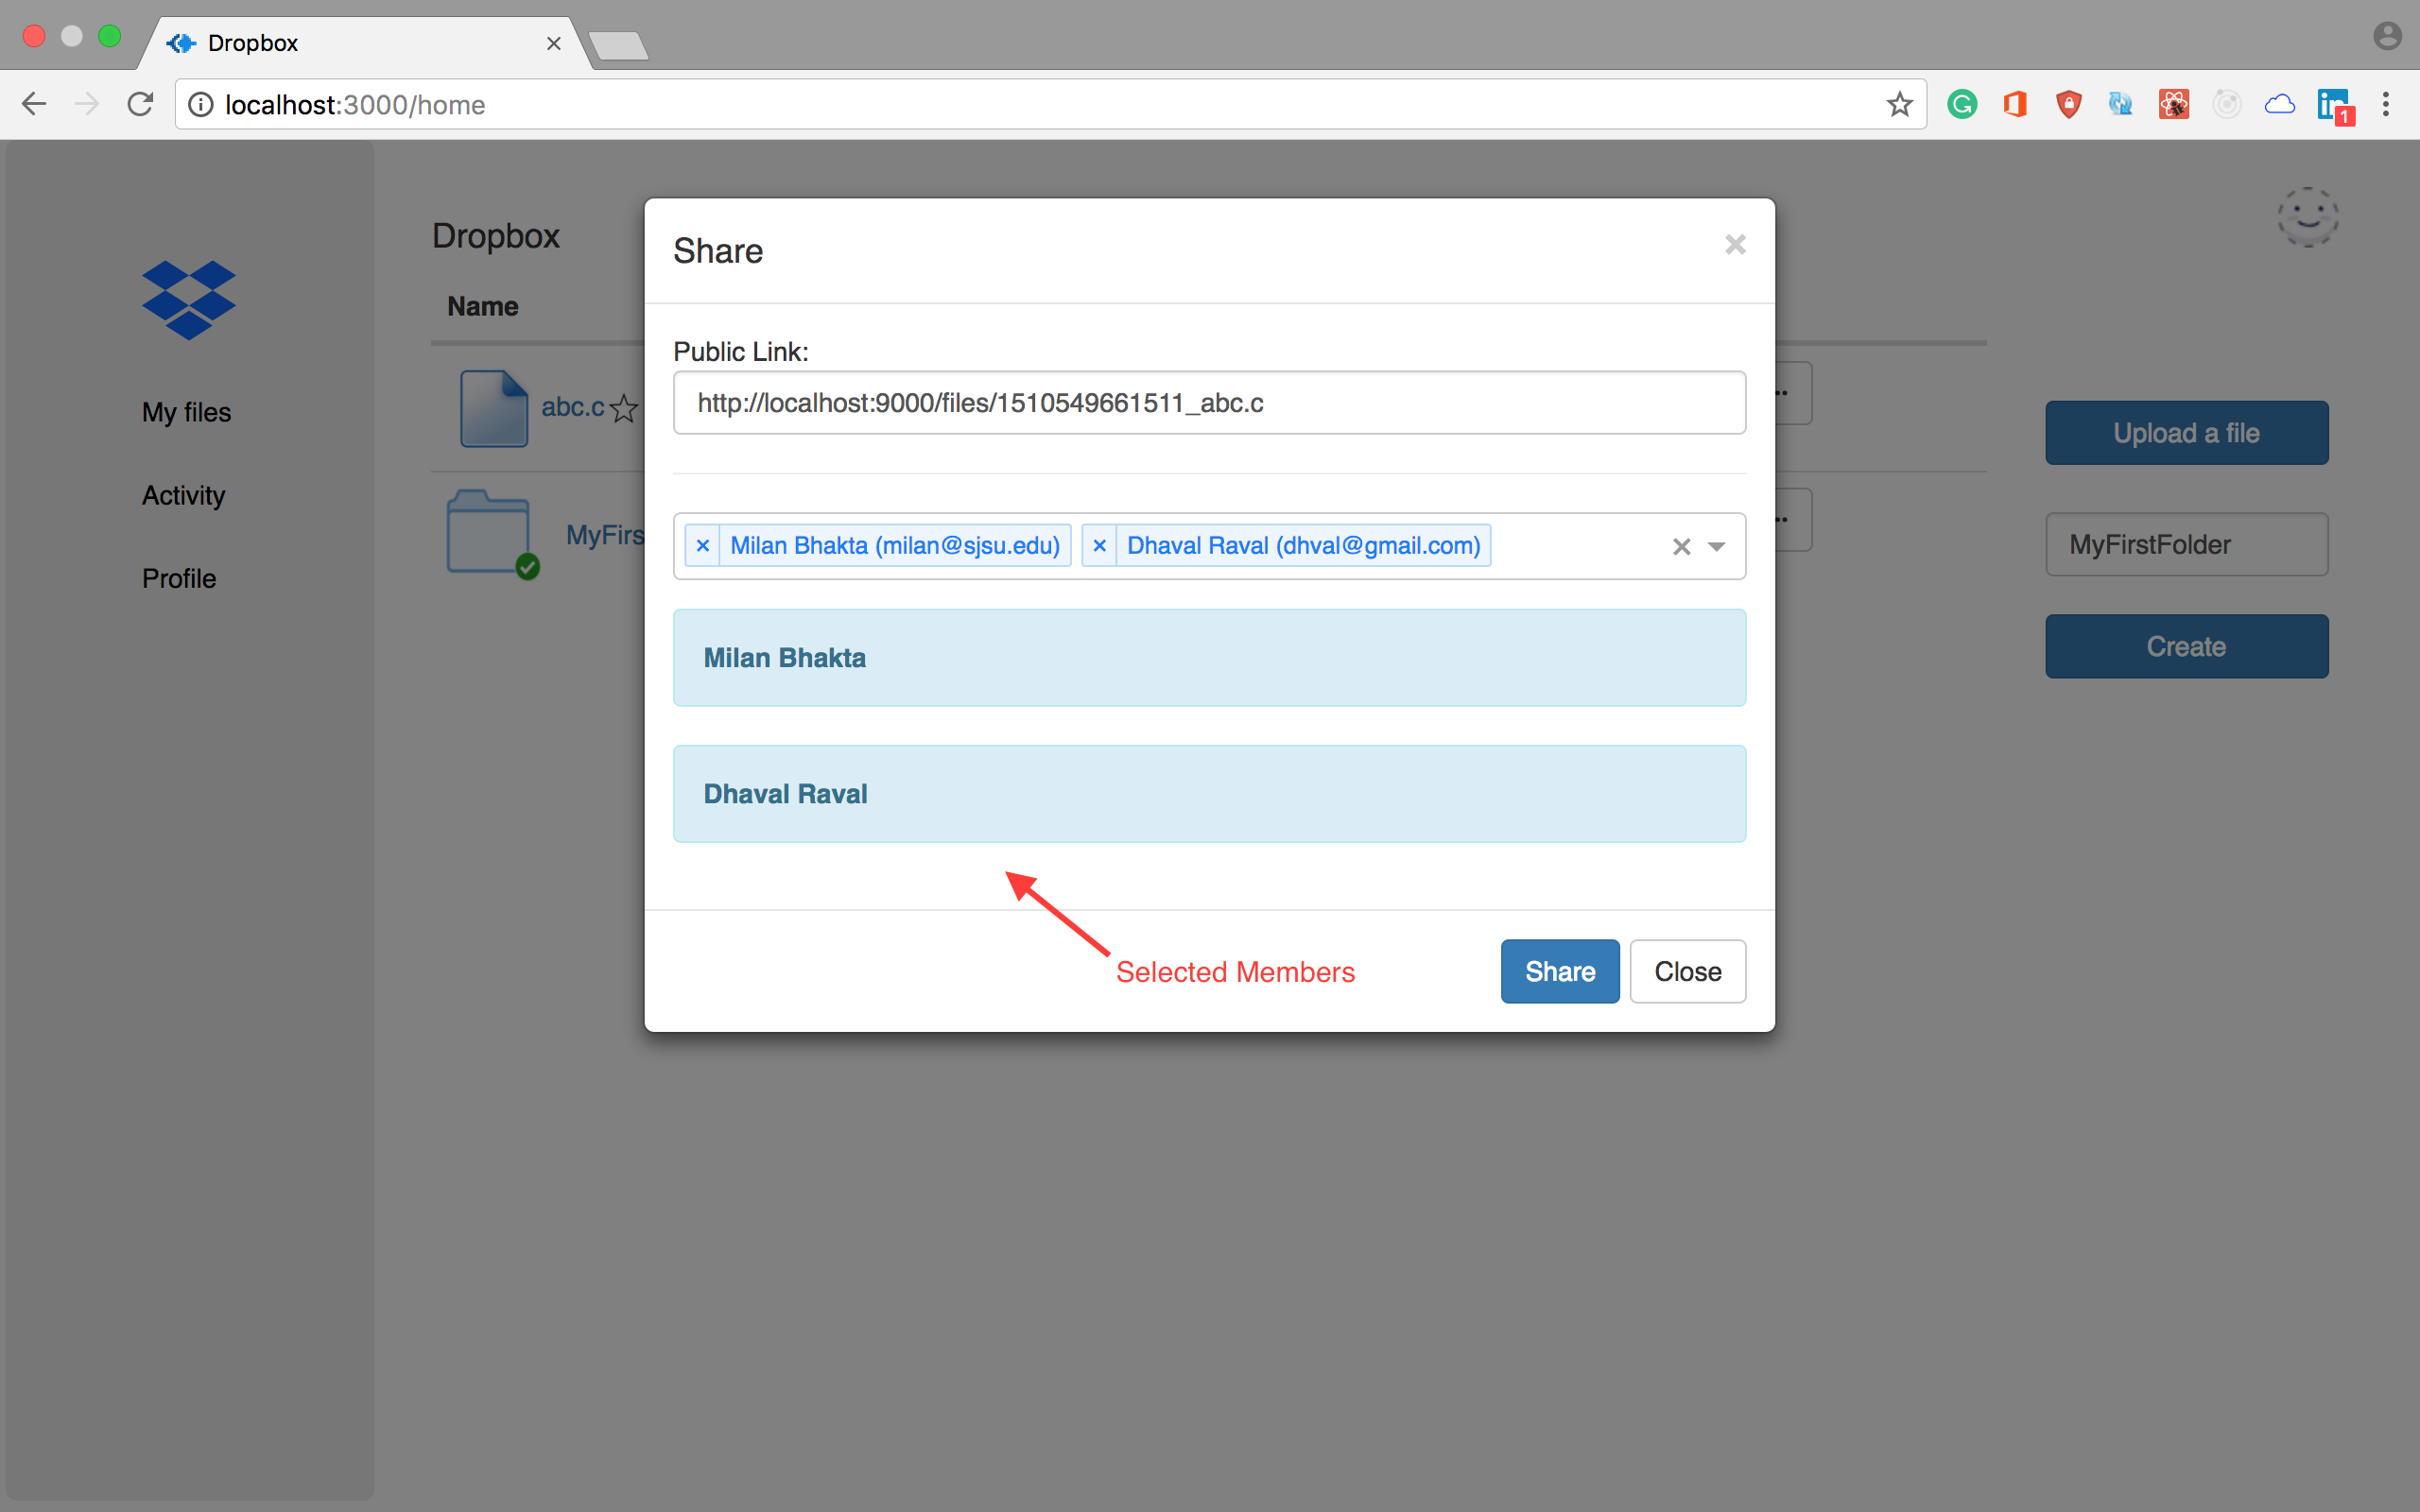 Dropbox
localhost:3000/home
1
Dropbox
Name
My files
Activity
Profile
abc.c
MyFirs
Share
Public Link:
http://localhost:9000/files/1510549661511_abc.c
× Milan Bhakta (milan@sjsu.edu) × Dhaval Raval (dhval@gmail.com)
Milan Bhakta
Dhaval Raval
Selected Members
Share Close
Upload a file
MyFirstFolder
Create